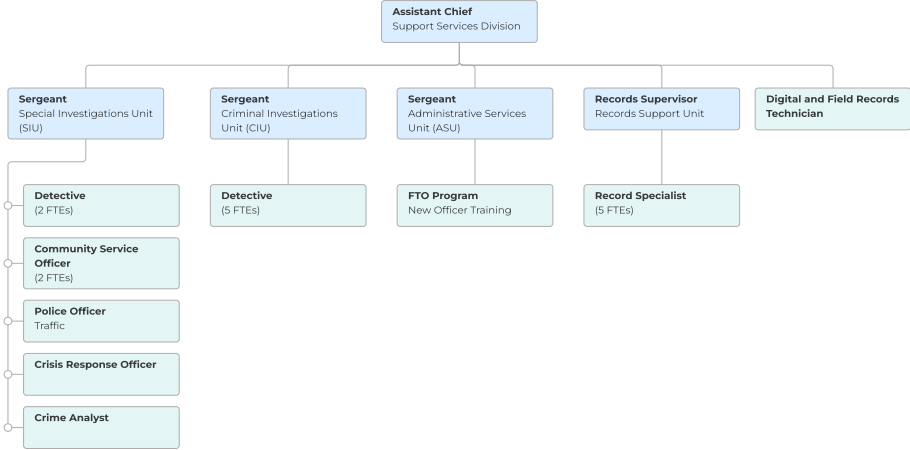 Assistant Chief
Support Services Division
Sergeant
Special Investigations Unit
(SIU)
Sergeant
Criminal Investigations
Unit (CIU)
Sergeant
Administrative Services
Unit (ASU)
Records Supervisor
Records Support Unit
Digital and Field Records
Technician
Detective
(2 FTEs)
Community Service
Officer
(2 FTEs)
Police Officer
Traffic
Crisis Response Officer
Crime Analyst
Detective
(5 FTEs)
FTO Program
New Officer Training
Record Specialist
(5 FTEs)